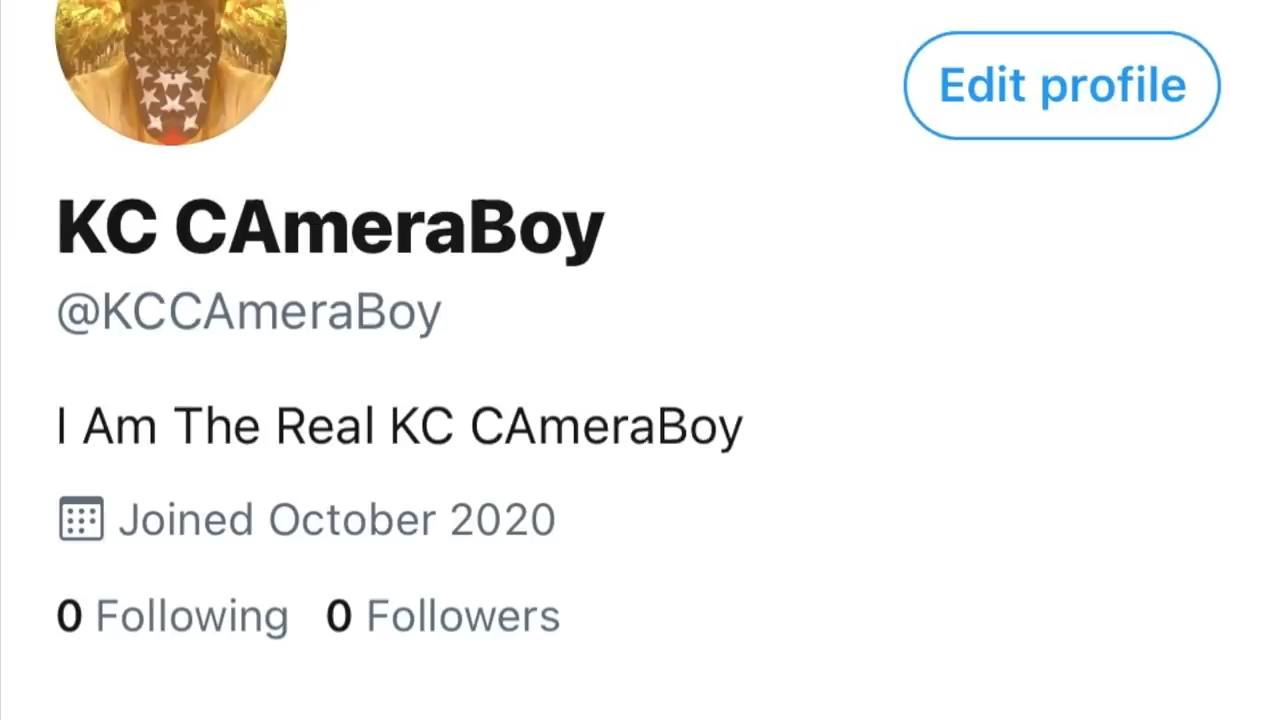 Edit profile
KC CAmeraBoy
@KCCAmeraBoy
I Am The Real KC CAmeraBoy
Joined October 2020
0 Following 0 Followers